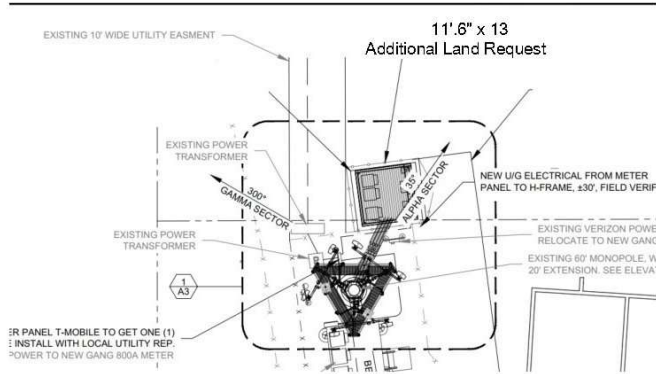 EXISTING 10' WIDE UTILITY EASMENT
11'.6" x 13
Additional Land Request
EXISTING POWER
TRANSFORMER
300°
GAMMA SECTOR
35°
ALPHA SECTOR
NEW U/G ELECTRICAL FROM METER
PANEL TO H-FRAME, ±30', FIELD VERIF
EXISTING POWER
TRANSFORMER
EXISTING VERIZON POWE
RELOCATE TO NEW GANG
EXISTING 60' MONOPOLE, W
20' EXTENSION. SEE ELEVA
1
A3
ER PANEL T-MOBILE TO GET ONE (1)
E INSTALL WITH LOCAL UTILITY REP.
POWER TO NEW GANG 800A METER
BE